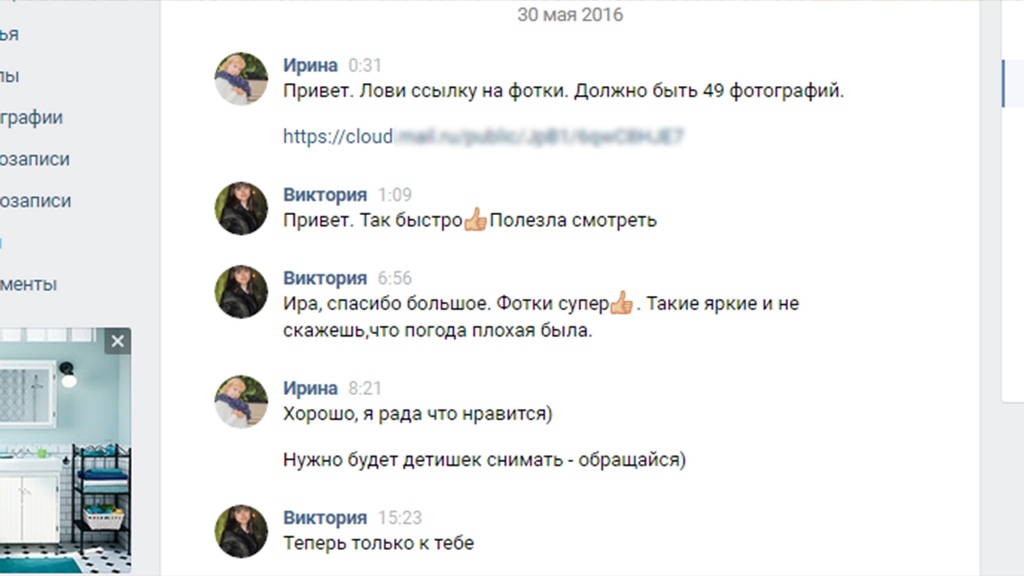 30 мая 2016
ья
лы
графии
озаписи
озаписи
менты
Ирина 0:31
Привет. Лови ссылку на фотки. Должно быть 49 фотографий.
https://cloud
Виктория 1:09
Привет. Так быстро👍Полезла смотреть
Виктория 6:56
Ира, спасибо большое. Фотки супер👍. Такие яркие и не
скажешь,что погода плохая была.
Ирина 8:21
Хорошо, я рада что нравится)
Нужно будет детишек снимать - обращайся)
Виктория 15:23
Теперь только к тебе